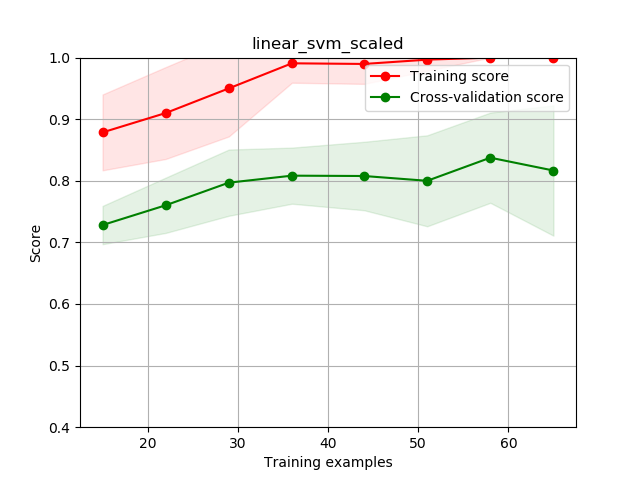 linear_svm_scaled
Training score
Cross-validation score
1.0
0.9
0.8
0.7
0.6
0.5
0.4
Score
20 30 40 50 60
Training examples